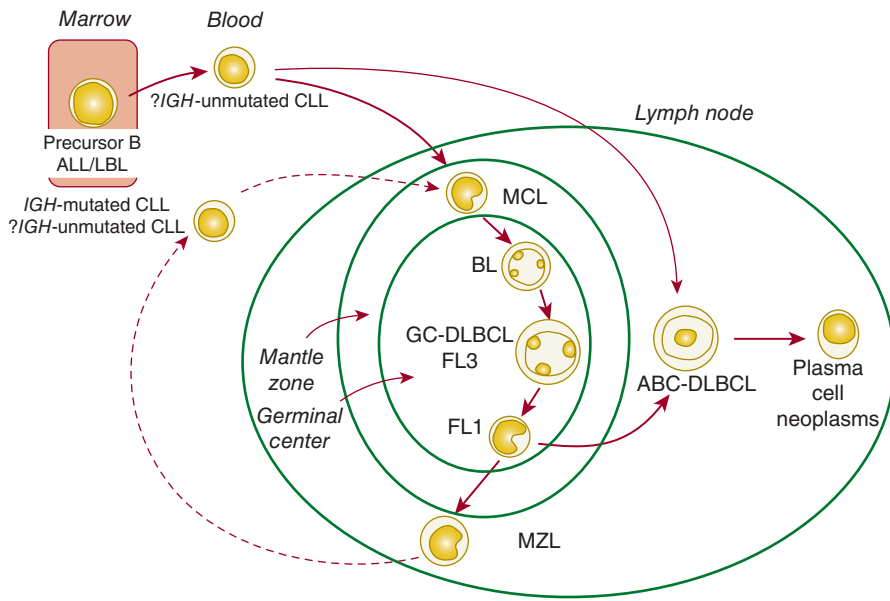 Marrow
Blood
?IGH-unmutated CLL
Precursor B
ALL/LBL
IGH-mutated CLL
?IGH-unmutated CLL
Lymph node
MCL
BL
GC-DLBCL
FL3
Mantle
zone
Germinal
center
FL1
MZL
ABC-DLBCL
Plasma
cell
neoplasms